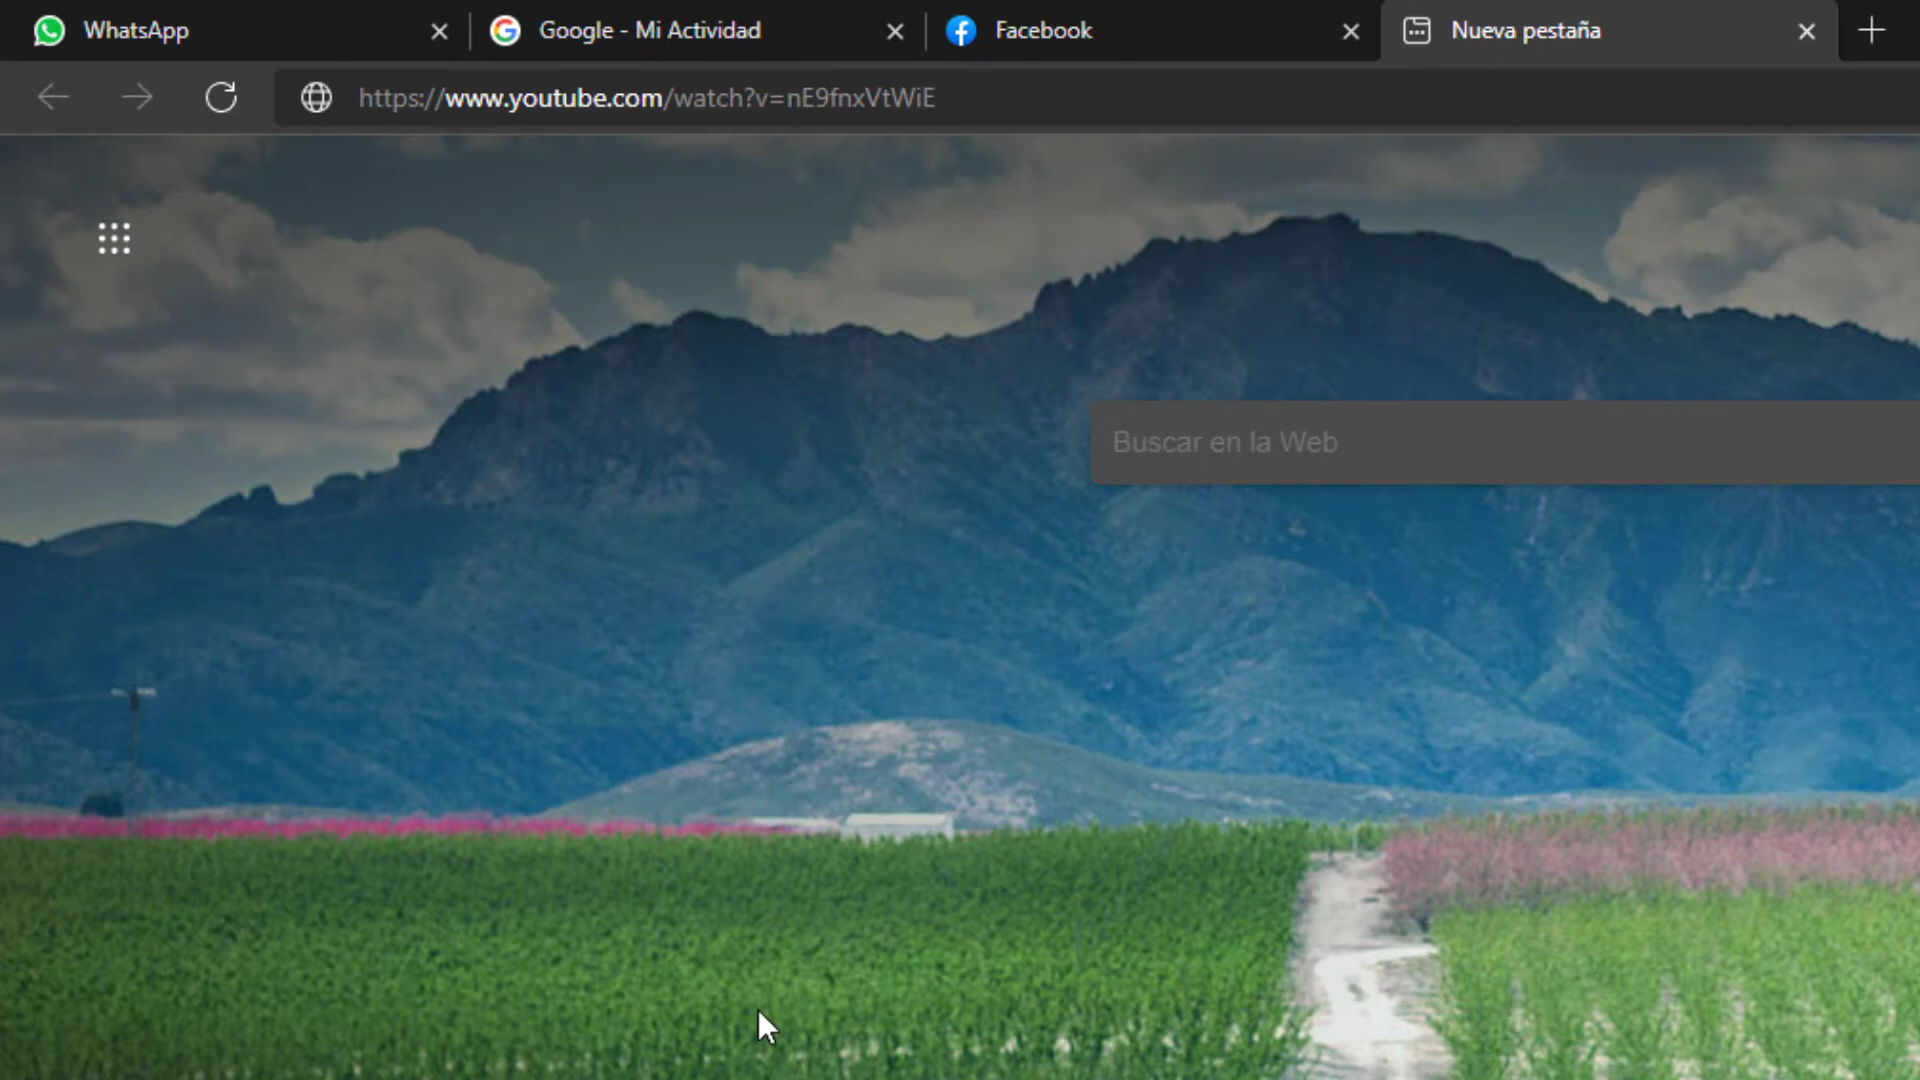 WhatsApp
Google - Mi Actividad
Facebook
Nueva pestaña
https://www.youtube.com/watch?v=nE9fnxVtWiE
Buscar en la Web